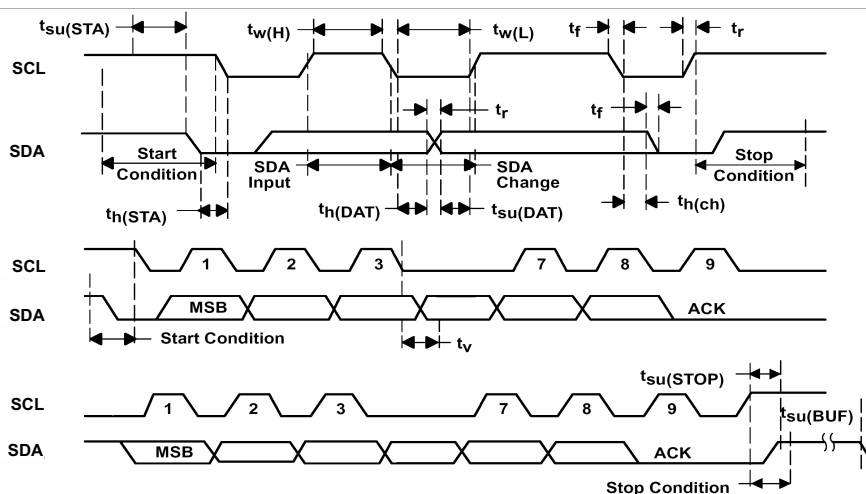 tsu(STA) tw(H) tw(L) tf tr
SCL
tr tf
SDA
Start Condition SDA Input SDA Change Stop Condition
th(STA) th(DAT) tsu(DAT) th(ch)
SCL 1 2 3 7 8 9
SDA MSB ACK
Start Condition tv
tsu(STOP)
SCL 1 2 3 7 8 9 tsu(BUF)
SDA MSB ACK
Stop Condition